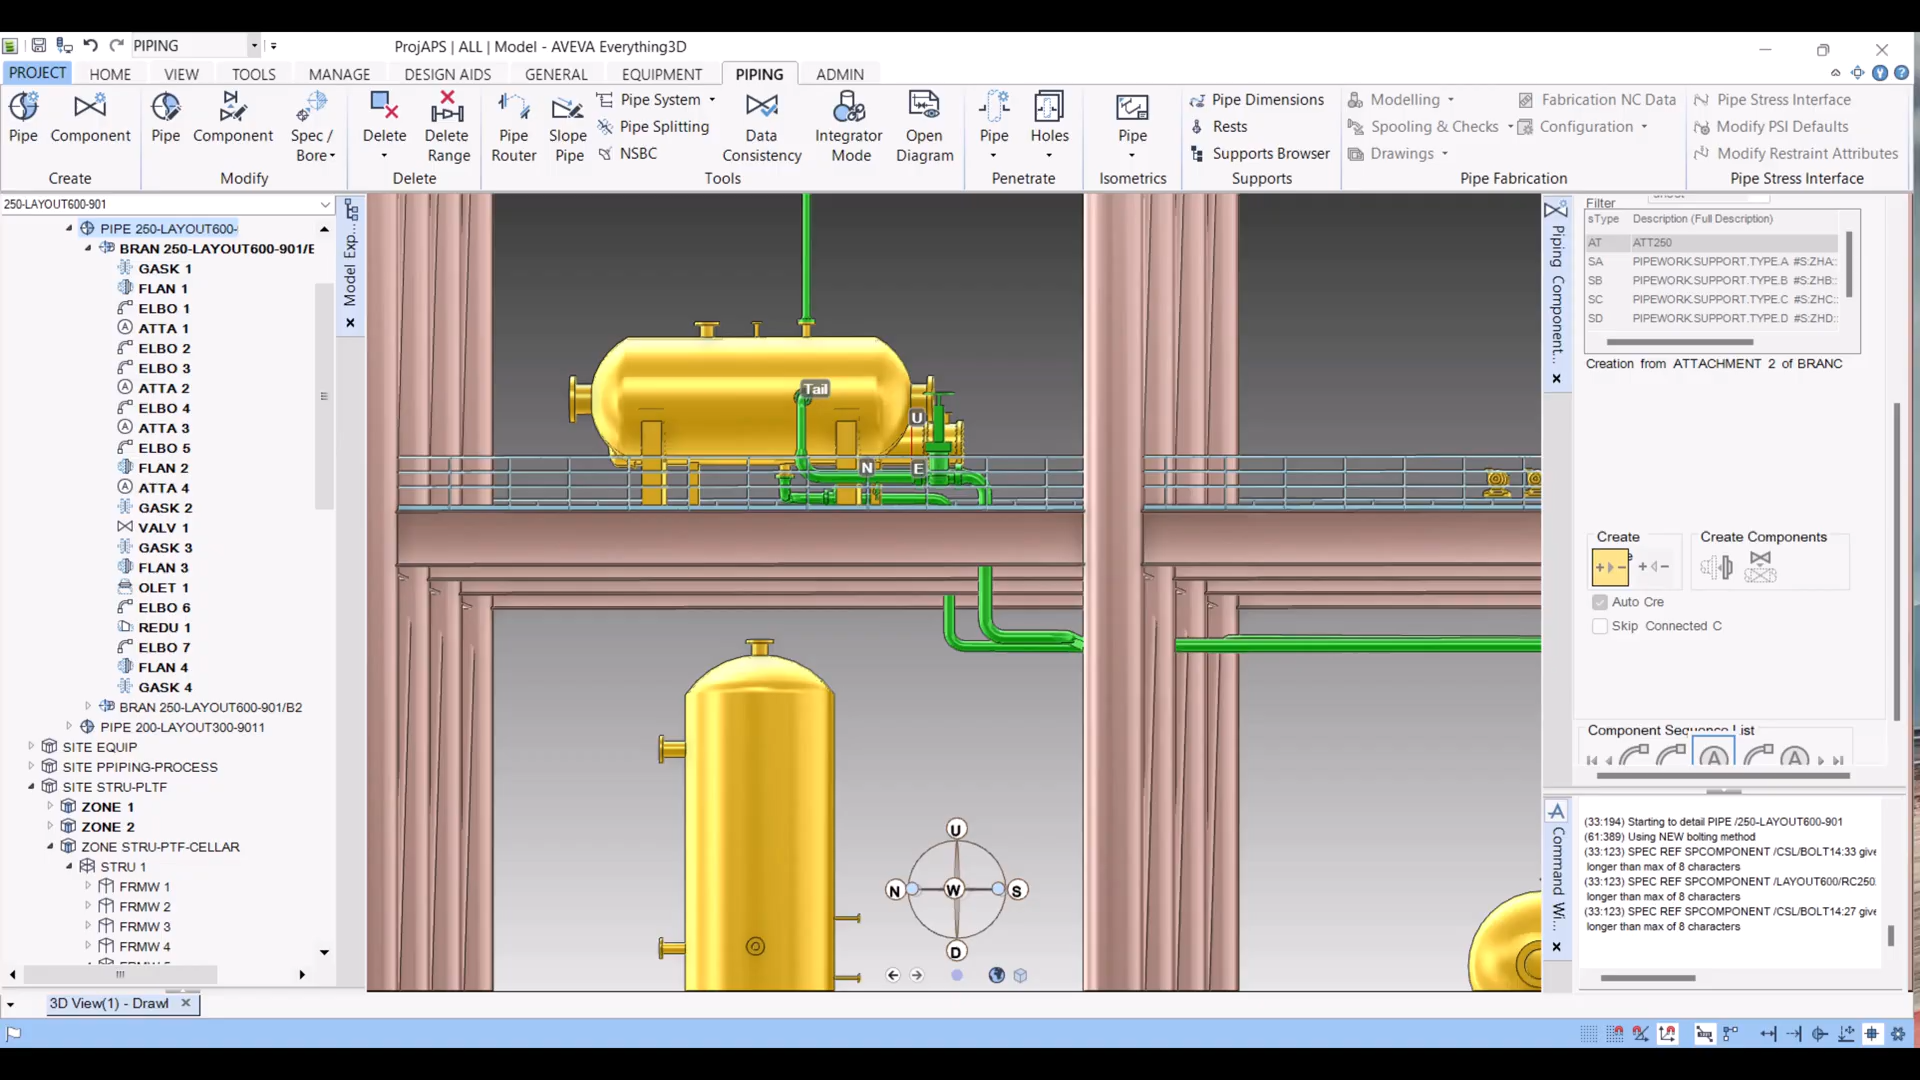 PIPING
ProjAPS | ALL | Model - AVEVA Everything3D
PROJECT HOME VIEW TOOLS MANAGE DESIGN AIDS GENERAL EQUIPMENT PIPING ADMIN
Pipe
Component
Create
Pipe
Component
Spec / Bore
Modify
Delete
Delete Range
Delete
Pipe Router
Slope Pipe
Pipe System
Pipe Splitting
NSBC
Data Consistency
Integrator Mode
Open Diagram
Tools
Pipe
Holes
Penetrate
Pipe
Isometrics
Pipe Dimensions
Rests
Supports Browser
Supports
Modelling
Spooling & Checks
Drawings
Fabrication NC Data
Configuration
Pipe Fabrication
Pipe Stress Interface
Modify PSI Defaults
Modify Restraint Attributes
Pipe Stress Interface
250-LAYOUT600-901
PIPE 250-LAYOUT600-
BRAN 250-LAYOUT600-901/E
GASK 1
FLAN 1
ELBO 1
ATTA 1
ELBO 2
ELBO 3
ATTA 2
ELBO 4
ATTA 3
ELBO 5
FLAN 2
ATTA 4
GASK 2
VALV 1
GASK 3
FLAN 3
OLET 1
ELBO 6
REDU 1
ELBO 7
FLAN 4
GASK 4
BRAN 250-LAYOUT600-901/B2
PIPE 200-LAYOUT300-9011
SITE EQUIP
SITE PPIPING-PROCESS
SITE STRU-PLTF
ZONE 1
ZONE 2
ZONE STRU-PTF-CELLAR
STRU 1
FRMW 1
FRMW 2
FRMW 3
FRMW 4
Model Exp...
Tail
U
N
E
U
N
W
S
D
Piping Component...
Filter
sType Description (Full Description)
AT ATT250
SA PIPEWORK.SUPPORT.TYPE.A #S:ZHA:
SB PIPEWORK.SUPPORT.TYPE.B #S:ZHB:
SC PIPEWORK.SUPPORT.TYPE.C #S:ZHC:
SD PIPEWORK.SUPPORT.TYPE.D #S:ZHD:
Creation from ATTACHMENT 2 of BRANC
Create
Create Components
Auto Cre
Skip Connected C
Component Sequence List
Command Wi...
(33:194) Starting to detail PIPE /250-LAYOUT600-901
(61:389) Using NEW bolting method
(33:123) SPEC REF SPCOMPONENT /CSL/BOLT14:33 give
longer than max of 8 characters
(33:123) SPEC REF SPCOMPONENT /LAYOUT600/RC250.
longer than max of 8 characters
(33:123) SPEC REF SPCOMPONENT /CSL/BOLT14:27 give
longer than max of 8 characters
3D View(1) - Drawl